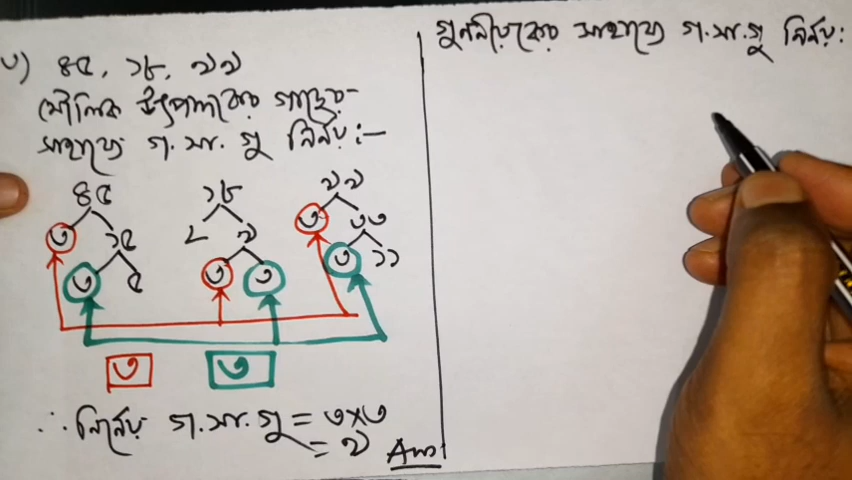 ৩) ৪৫, ১৮, ৯৯
মৌলিক উৎপাদকের গাছের
সাহায্যে গ.সা.গু নির্ণয়:-
৪৫ ১৮ ৯৯
৩ ১৫ ২ ৯ ৩ ৩৩
৩ ৫ ৩ ৩ ৩ ১১
৩ ৩
∴ নির্ণেয় গ.সা.গু = ৩×৩
= ৯ Ans
গুননীয়কের সাহায্যে গ.সা.গু নির্ণয়: